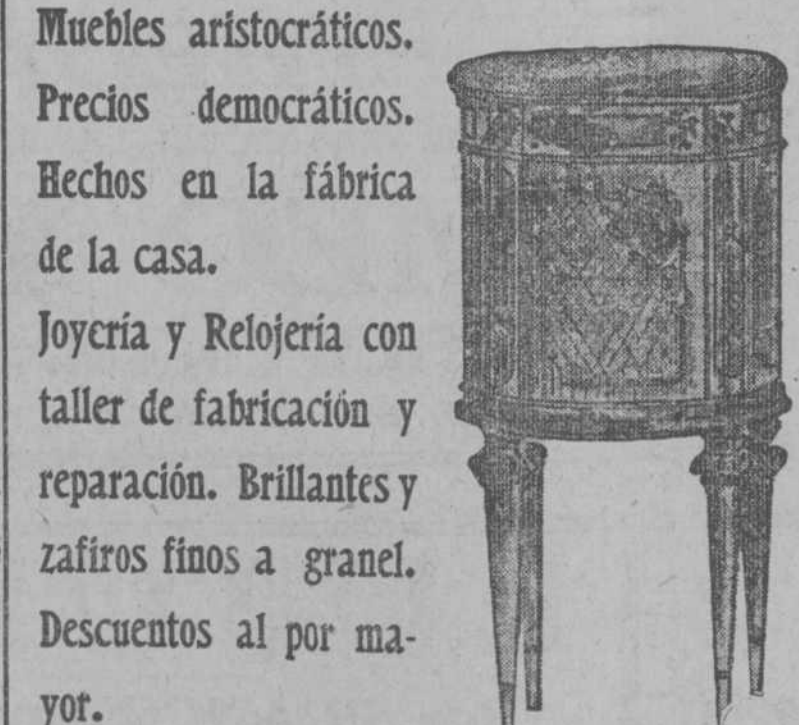 Muebles aristocráticos.
Precios democráticos.
Hechos en la fábrica
de la casa.
Joyería y Relojería con
taller de fabricación y
reparación. Brillantes y
zafiros finos a granel.
Descuentos al por ma-
yor.